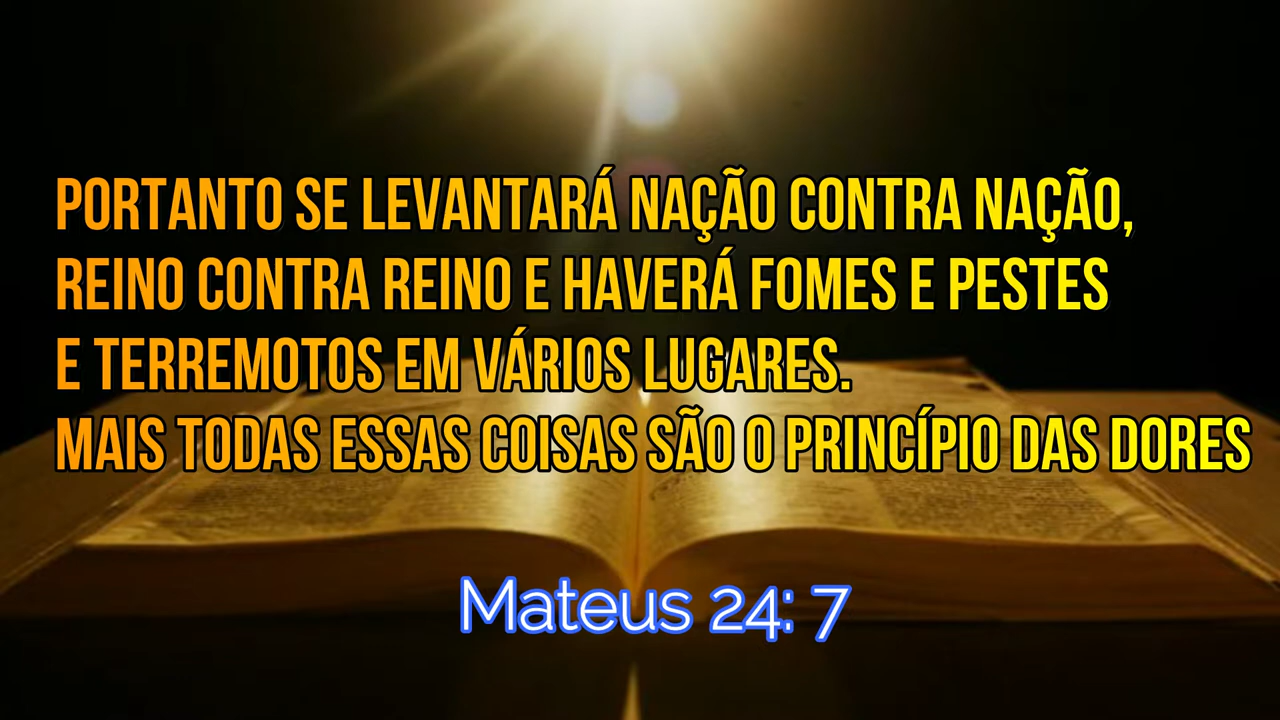 PORTANTO SE LEVANTARÁ NAÇÃO CONTRA NAÇÃO,
REINO CONTRA REINO E HAVERÁ FOMES E PESTES
E TERREMOTOS EM VÁRIOS LUGARES.
MAIS TODAS ESSAS COISAS SÃO O PRINCÍPIO DAS DORES
Mateus 24: 7